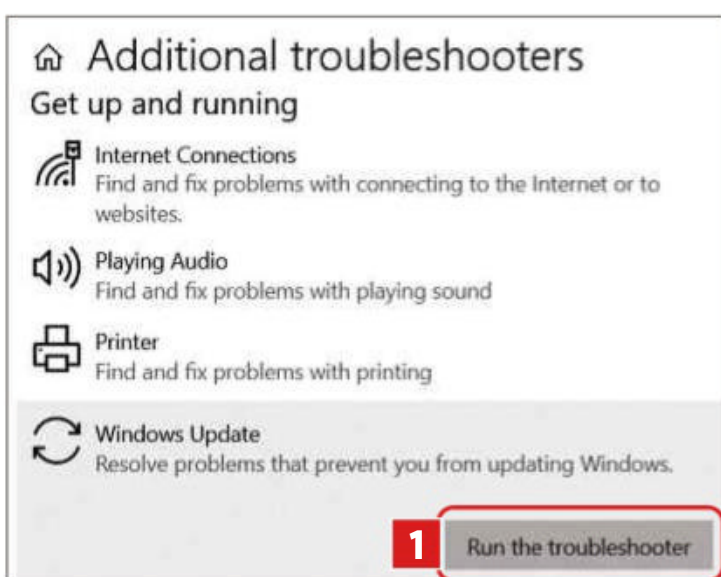 Additional troubleshooters
Get up and running
Internet Connections
Find and fix problems with connecting to the Internet or to
websites.
Playing Audio
Find and fix problems with playing sound
Printer
Find and fix problems with printing
Windows Update
Resolve problems that prevent you from updating Windows.
1 Run the troubleshooter